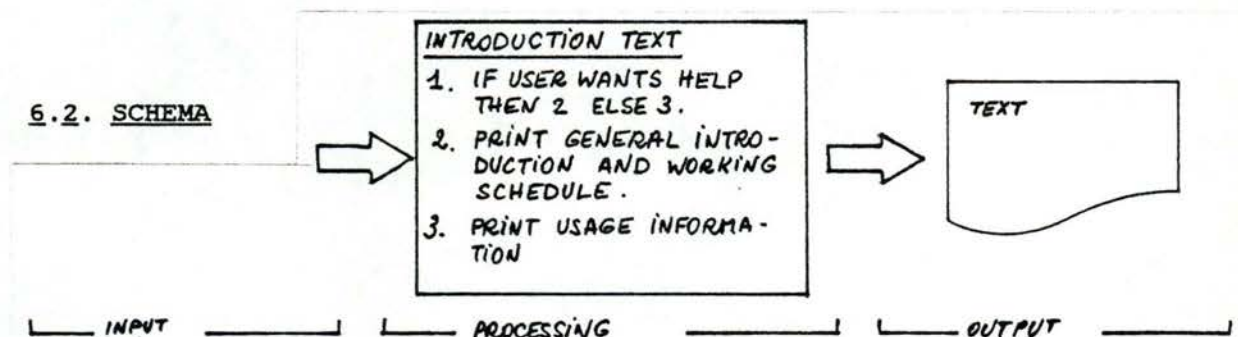 6.2. SCHEMA
INTRODUCTION TEXT
1. IF USER WANTS HELP
THEN 2 ELSE 3.
2. PRINT GENERAL INTRO-
DUCTION AND WORKING
SCHEDULE.
3. PRINT USAGE INFORMA-
TION
TEXT
INPUT
PROCESSING
OUTPUT